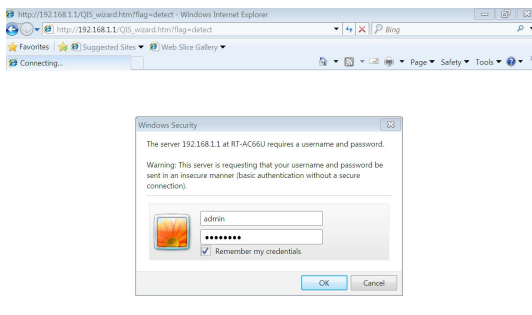 http://192.168.1.1/QIS_wizard.htm?flag=detect - Windows Internet Explorer
http://192.168.1.1/QIS_wizard.htm?flag=detect
Bing
Favorites Suggested Sites Web Slice Gallery
Connecting... Page Safety Tools
Windows Security
The server 192.168.1.1 at RT-AC66U requires a username and password.
Warning: This server is requesting that your username and password be
sent in an insecure manner (basic authentication without a secure
connection).
admin
••••••••
Remember my credentials
OK Cancel